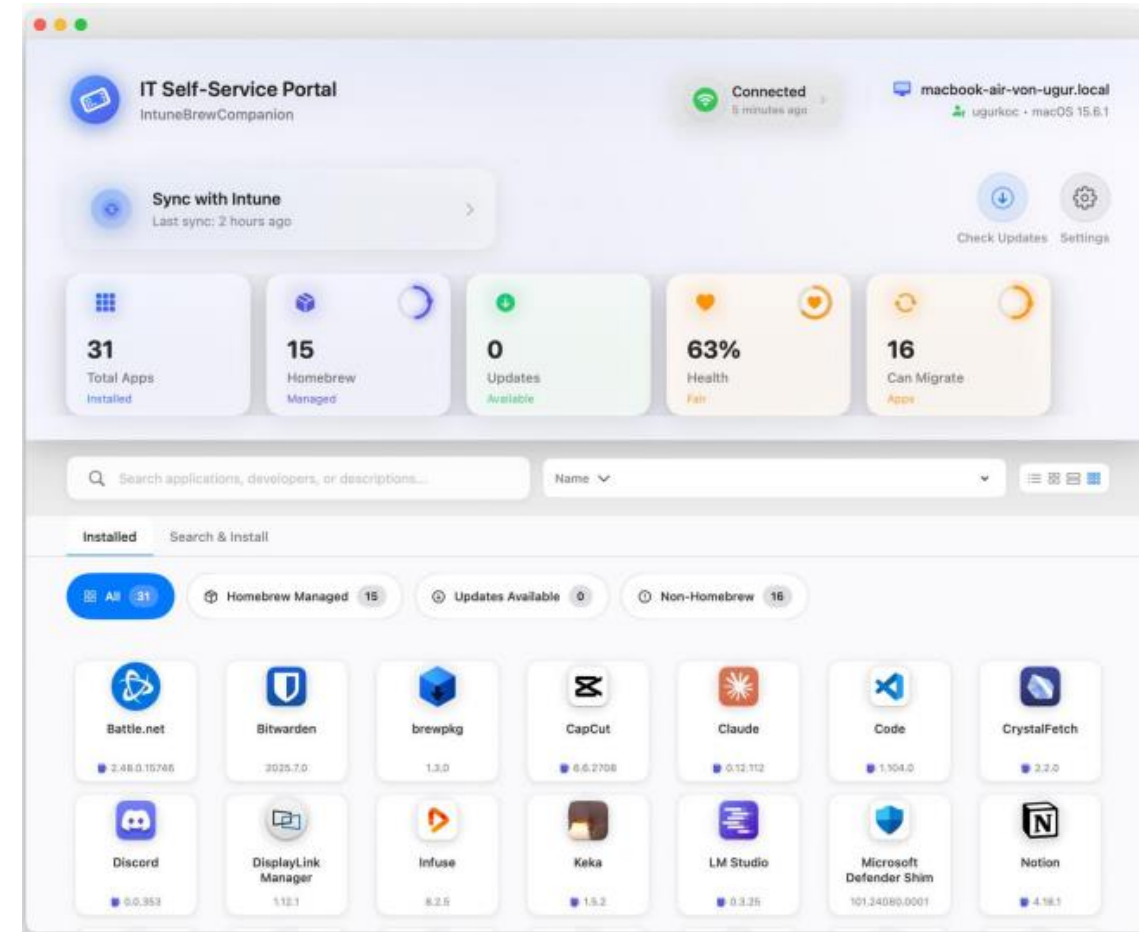 IT Self-Service Portal
IntuneBrewCompanion
Connected
5 minutes ago
macbook-air-von-ugur.local
ugurkoc • macOS 15.6.1
Sync with Intune
Last sync: 2 hours ago
Check Updates
Settings
31
Total Apps
Installed
15
Homebrew
Managed
0
Updates
Available
63%
Health
Fair
16
Can Migrate
Apps
Search applications, developers, or descriptions...
Name
Installed
Search & Install
All 31
Homebrew Managed 15
Updates Available 0
Non-Homebrew 16
Battle.net
2.48.0.15746
Bitwarden
2025.7.0
brewpkg
1.3.0
CapCut
6.6.2708
Claude
0.12.112
Code
1.104.0
CrystalFetch
2.2.0
Discord
0.0.353
DisplayLink
Manager
1.12.1
Infuse
8.2.5
Keka
1.5.2
LM Studio
0.3.25
Microsoft
Defender Shim
101.24080.0001
Notion
4.18.1